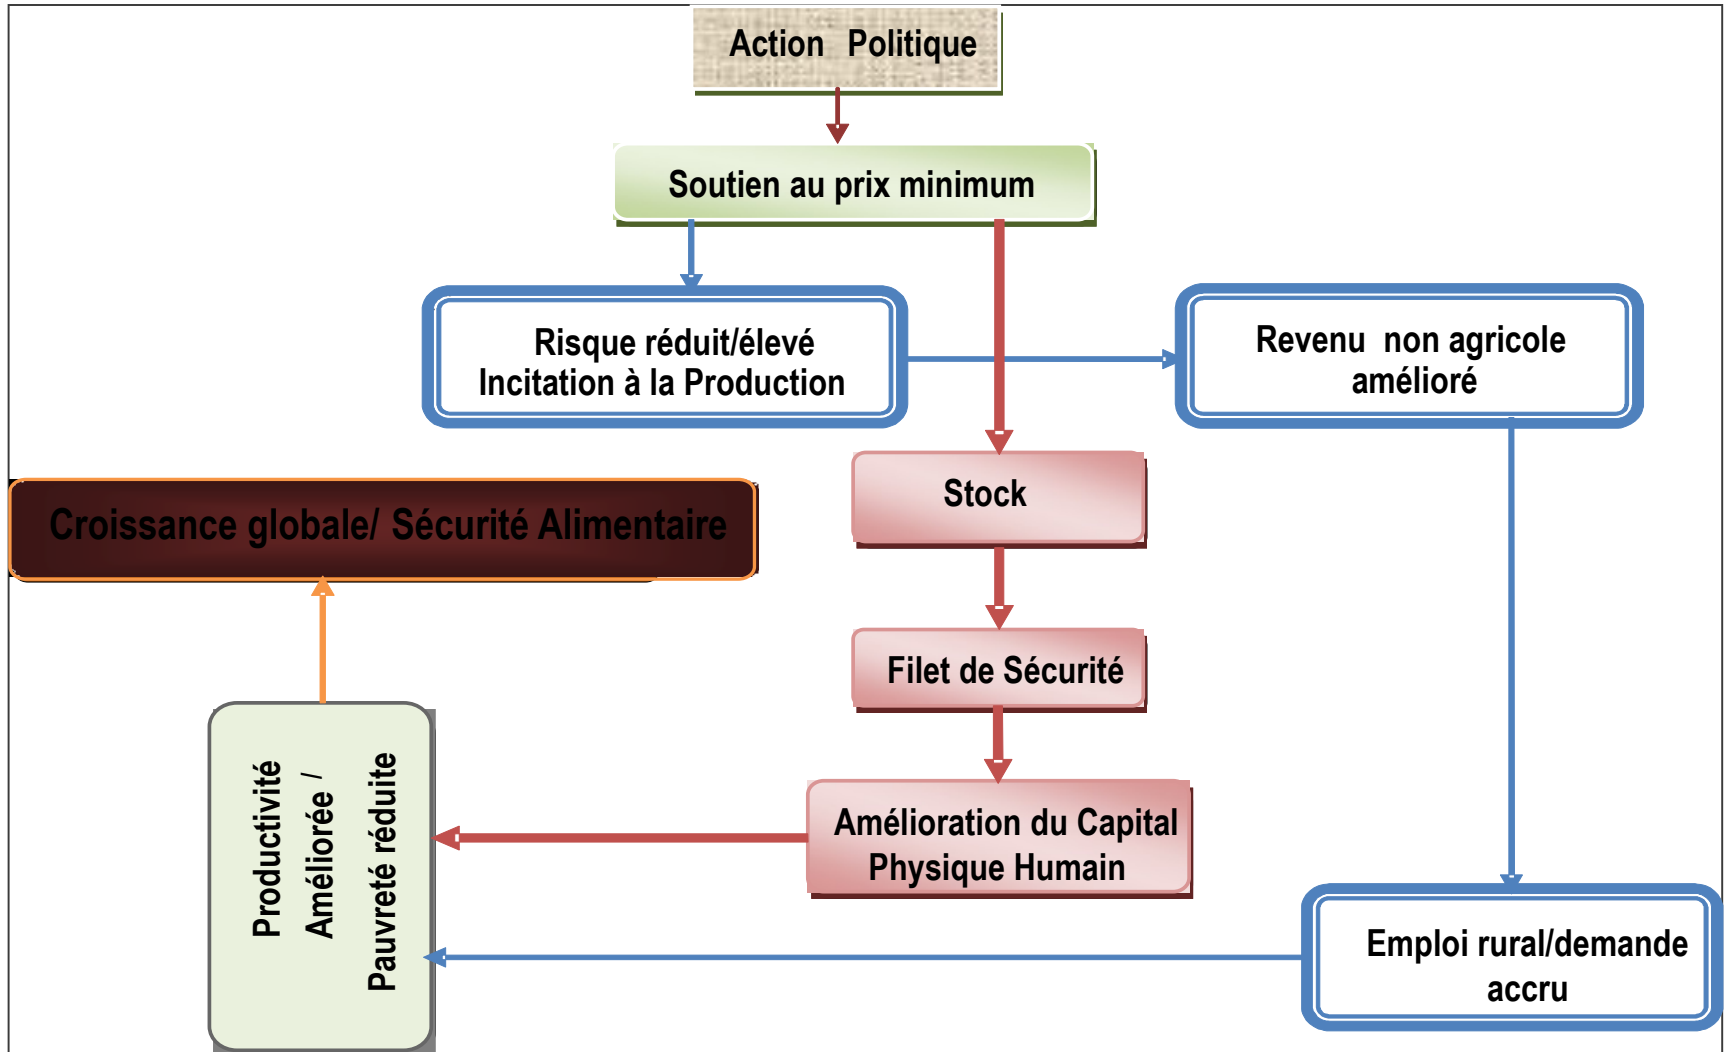 Action Politique
Soutien au prix minimum
Risque réduit/élevé
Incitation à la Production
Revenu non agricole
amélioré
Stock
Croissance globale/ Sécurité Alimentaire
Filet de Sécurité
Productivité
Améliorée /
Pauvreté réduite
Amélioration du Capital
Physique Humain
Emploi rural/demande
accru